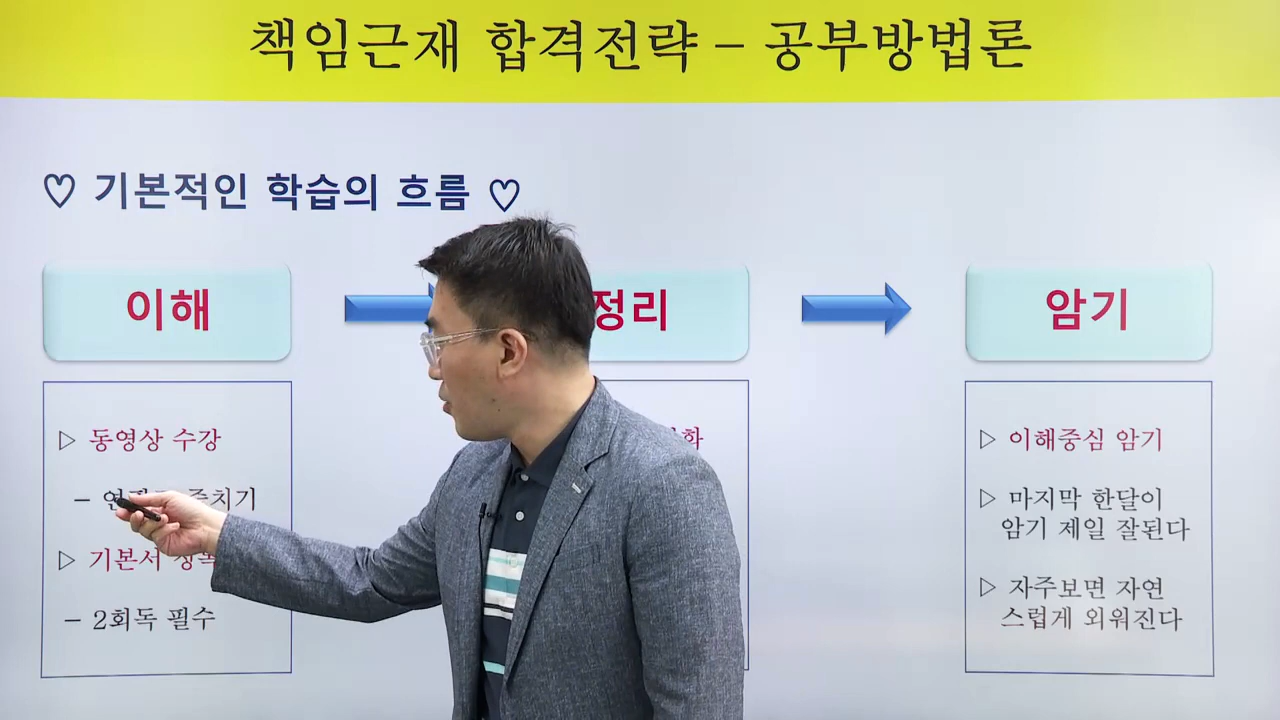 책임근재 합격전략 – 공부방법론
♡ 기본적인 학습의 흐름 ♡
이해
정리
암기
▷ 동영상 수강
▷ 기본서
– 2회독 필수
▷ 이해중심 암기
▷ 마지막 한달이
암기 제일 잘된다
▷ 자주보면 자연
스럽게 외워진다